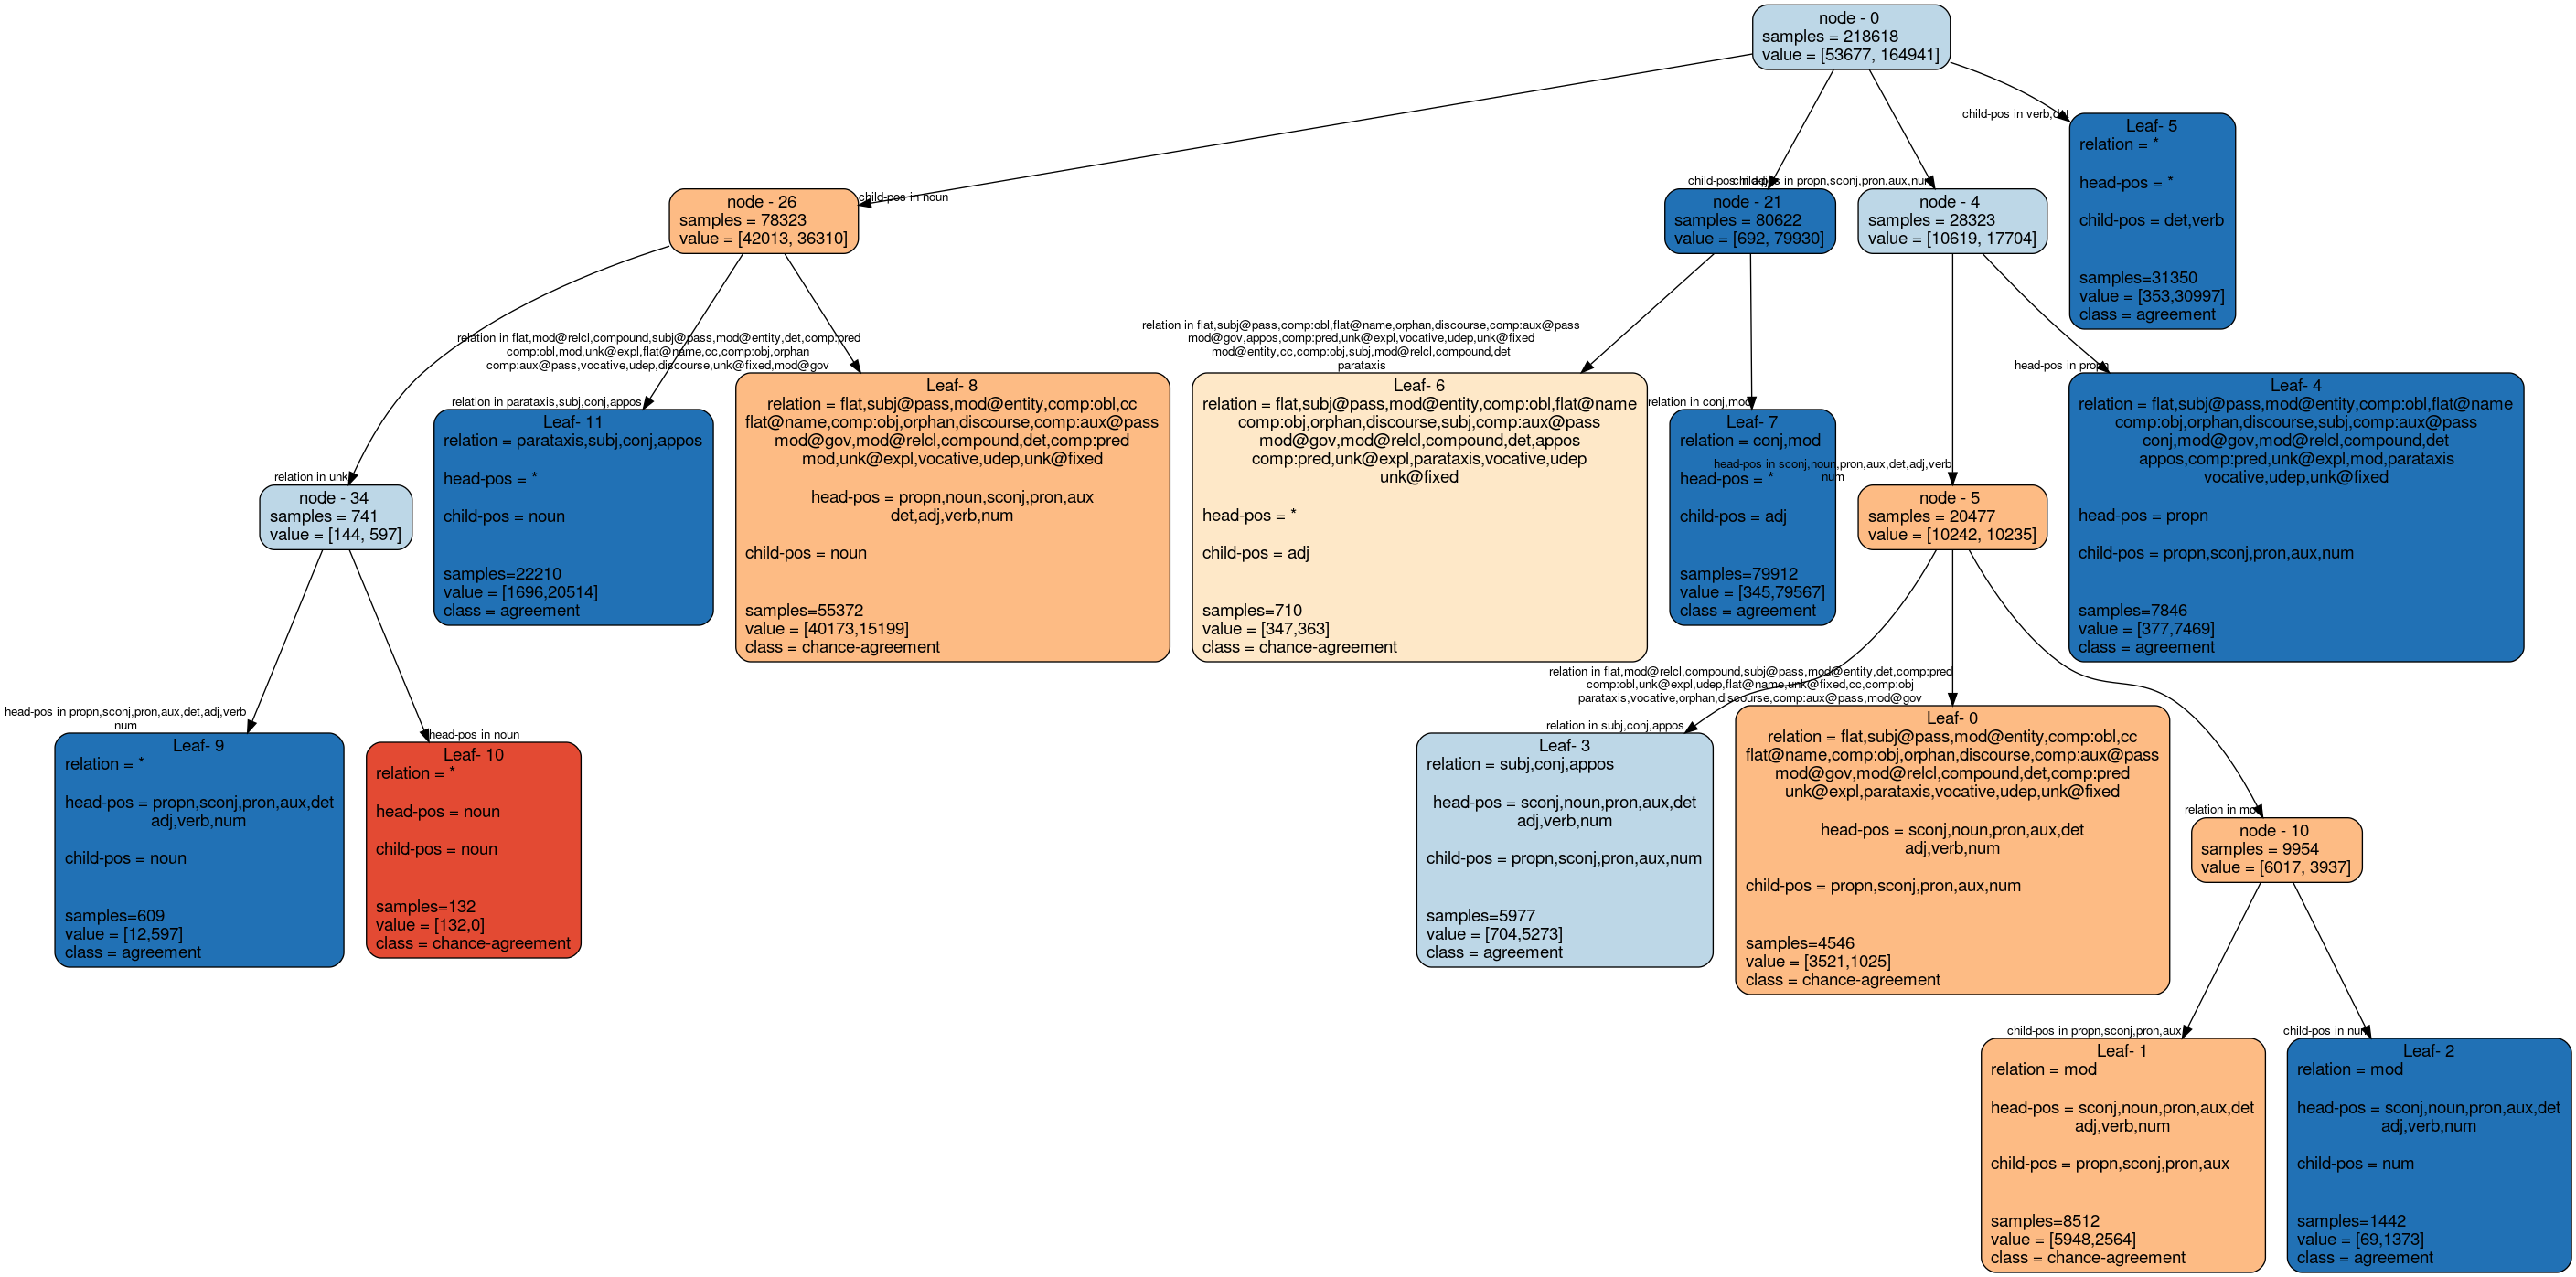 node - 0
samples = 218618
value = [53677, 164941]
child-pos in verb,det
Leaf- 5
relation = *
head-pos = *
child-pos = det,verb
samples=31350
value = [353,30997]
class = agreement
child-pos in noun
node - 26
samples = 78323
value = [42013, 36310]
child-pos in adj
node - 21
samples = 80622
value = [692, 79930]
child-pos in propn,sconj,pron,aux,num
node - 4
samples = 28323
value = [10619, 17704]
relation in flat,mod@relcl,compound,subj@pass,mod@entity,det,comp:pred
comp:obl,mod,unk@expl,flat@name,cc,comp:obj,orphan
comp:aux@pass,vocative,udep,discourse,unk@fixed,mod@gov
relation in flat,subj@pass,comp:obl,flat@name,orphan,discourse,comp:aux@pass
mod@gov,appos,comp:pred,unk@expl,vocative,udep,unk@fixed
mod@entity,cc,comp:obj,subj,mod@relcl,compound,det
parataxis
head-pos in propn
relation in unk
node - 34
samples = 741
value = [144, 597]
relation in parataxis,subj,conj,appos
Leaf- 11
relation = parataxis,subj,conj,appos
head-pos = *
child-pos = noun
samples=22210
value = [1696,20514]
class = agreement
Leaf- 8
relation = flat,subj@pass,mod@entity,comp:obl,cc
flat@name,comp:obj,orphan,discourse,comp:aux@pass
mod@gov,mod@relcl,compound,det,comp:pred
mod,unk@expl,vocative,udep,unk@fixed
head-pos = propn,noun,sconj,pron,aux
det,adj,verb,num
child-pos = noun
samples=55372
value = [40173,15199]
class = chance-agreement
Leaf- 6
relation = flat,subj@pass,mod@entity,comp:obl,flat@name
comp:obj,orphan,discourse,subj,comp:aux@pass
mod@gov,mod@relcl,compound,det,appos
comp:pred,unk@expl,parataxis,vocative,udep
unk@fixed
head-pos = *
child-pos = adj
samples=710
value = [347,363]
class = chance-agreement
relation in conj,mod
Leaf- 7
relation = conj,mod
head-pos = *
child-pos = adj
samples=79912
value = [345,79567]
class = agreement
head-pos in sconj,noun,pron,aux,det,adj,verb
num
node - 5
samples = 20477
value = [10242, 10235]
Leaf- 4
relation = flat,subj@pass,mod@entity,comp:obl,flat@name
comp:obj,orphan,discourse,subj,comp:aux@pass
conj,mod@gov,mod@relcl,compound,det
appos,comp:pred,unk@expl,mod,parataxis
vocative,udep,unk@fixed
head-pos = propn
child-pos = propn,sconj,pron,aux,num
samples=7846
value = [377,7469]
class = agreement
head-pos in propn,sconj,pron,aux,det,adj,verb
num
Leaf- 9
relation = *
head-pos = propn,sconj,pron,aux,det
adj,verb,num
child-pos = noun
samples=609
value = [12,597]
class = agreement
head-pos in noun
Leaf- 10
relation = *
head-pos = noun
child-pos = noun
samples=132
value = [132,0]
class = chance-agreement
relation in flat,mod@relcl,compound,subj@pass,mod@entity,det,comp:pred
comp:obl,unk@expl,udep,flat@name,unk@fixed,cc,comp:obj
parataxis,vocative,orphan,discourse,comp:aux@pass,mod@gov
relation in subj,conj,appos
Leaf- 3
relation = subj,conj,appos
head-pos = sconj,noun,pron,aux,det
adj,verb,num
child-pos = propn,sconj,pron,aux,num
samples=5977
value = [704,5273]
class = agreement
Leaf- 0
relation = flat,subj@pass,mod@entity,comp:obl,cc
flat@name,comp:obj,orphan,discourse,comp:aux@pass
mod@gov,mod@relcl,compound,det,comp:pred
unk@expl,parataxis,vocative,udep,unk@fixed
head-pos = sconj,noun,pron,aux,det
adj,verb,num
child-pos = propn,sconj,pron,aux,num
samples=4546
value = [3521,1025]
class = chance-agreement
relation in mod
node - 10
samples = 9954
value = [6017, 3937]
child-pos in propn,sconj,pron,aux
Leaf- 1
relation = mod
head-pos = sconj,noun,pron,aux,det
adj,verb,num
child-pos = propn,sconj,pron,aux
samples=8512
value = [5948,2564]
class = chance-agreement
child-pos in num
Leaf- 2
relation = mod
head-pos = sconj,noun,pron,aux,det
adj,verb,num
child-pos = num
samples=1442
value = [69,1373]
class = agreement